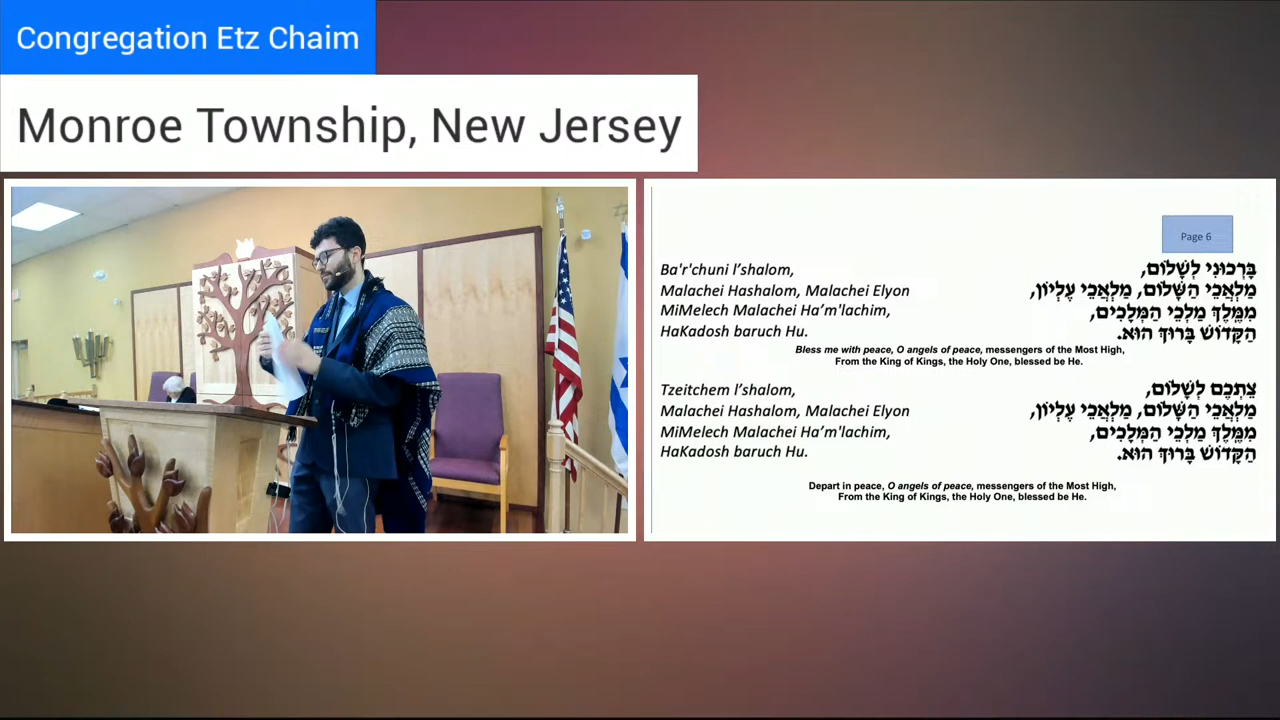 Congregation Etz Chaim
Monroe Township, New Jersey
Page 6
Ba'r'chuni l’shalom,
Malachei Hashalom, Malachei Elyon
MiMelech Malachei Ha’m'lachim,
HaKadosh baruch Hu.
בָּרְכוּנִי לְשָׁלוֹם,
מַלְאֲכֵי הַשָּׁלוֹם, מַלְאֲכֵי עֶלְיוֹן,
מִמֶּלֶךְ מַלְכֵי הַמְּלָכִים,
הַקָּדוֹשׁ בָּרוּךְ הוּא.
Bless me with peace, O angels of peace, messengers of the Most High,
From the King of Kings, the Holy One, blessed be He.
Tzeitchem l’shalom,
Malachei Hashalom, Malachei Elyon
MiMelech Malachei Ha’m'lachim,
HaKadosh baruch Hu.
צֵתְכֶם לְשָׁלוֹם,
מַלְאֲכֵי הַשָּׁלוֹם, מַלְאֲכֵי עֶלְיוֹן,
מִמֶּלֶךְ מַלְכֵי הַמְּלָכִים,
הַקָּדוֹשׁ בָּרוּךְ הוּא.
Depart in peace, O angels of peace, messengers of the Most High,
From the King of Kings, the Holy One, blessed be He.